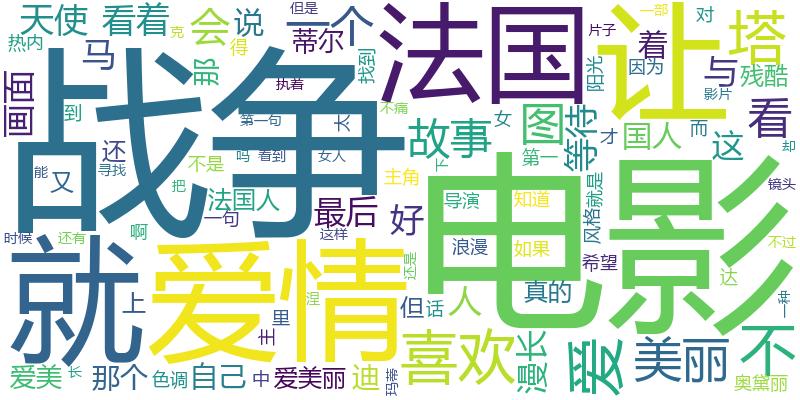 天使
看着
会
说
一个
但是
法国
让
片子
一部
对
塔
热内
马
那
克
得
蒂尔
找到
着
阳光
因为
与
残酷
影片
画面
战争
到
还
不是
第一句
执着
太
不痛
故事
女
图
等待
才
国人
而
这
看
却
能
又
寻找
把
吗
看到
女人
主角
下
第一
法国人
一句
最后
好
导演
知道
风格
就是
镜头
时候
还有
啊
这样
浪漫
如果
希望
不过
就
爱情
电影
还是
上
里
主
涅
但
话
人
真的
达
一种
爱美
长
那个
色调
自己
中
爱美丽
迪
玛蒂
喜欢
漫长
爱
美丽
不
奥黛丽